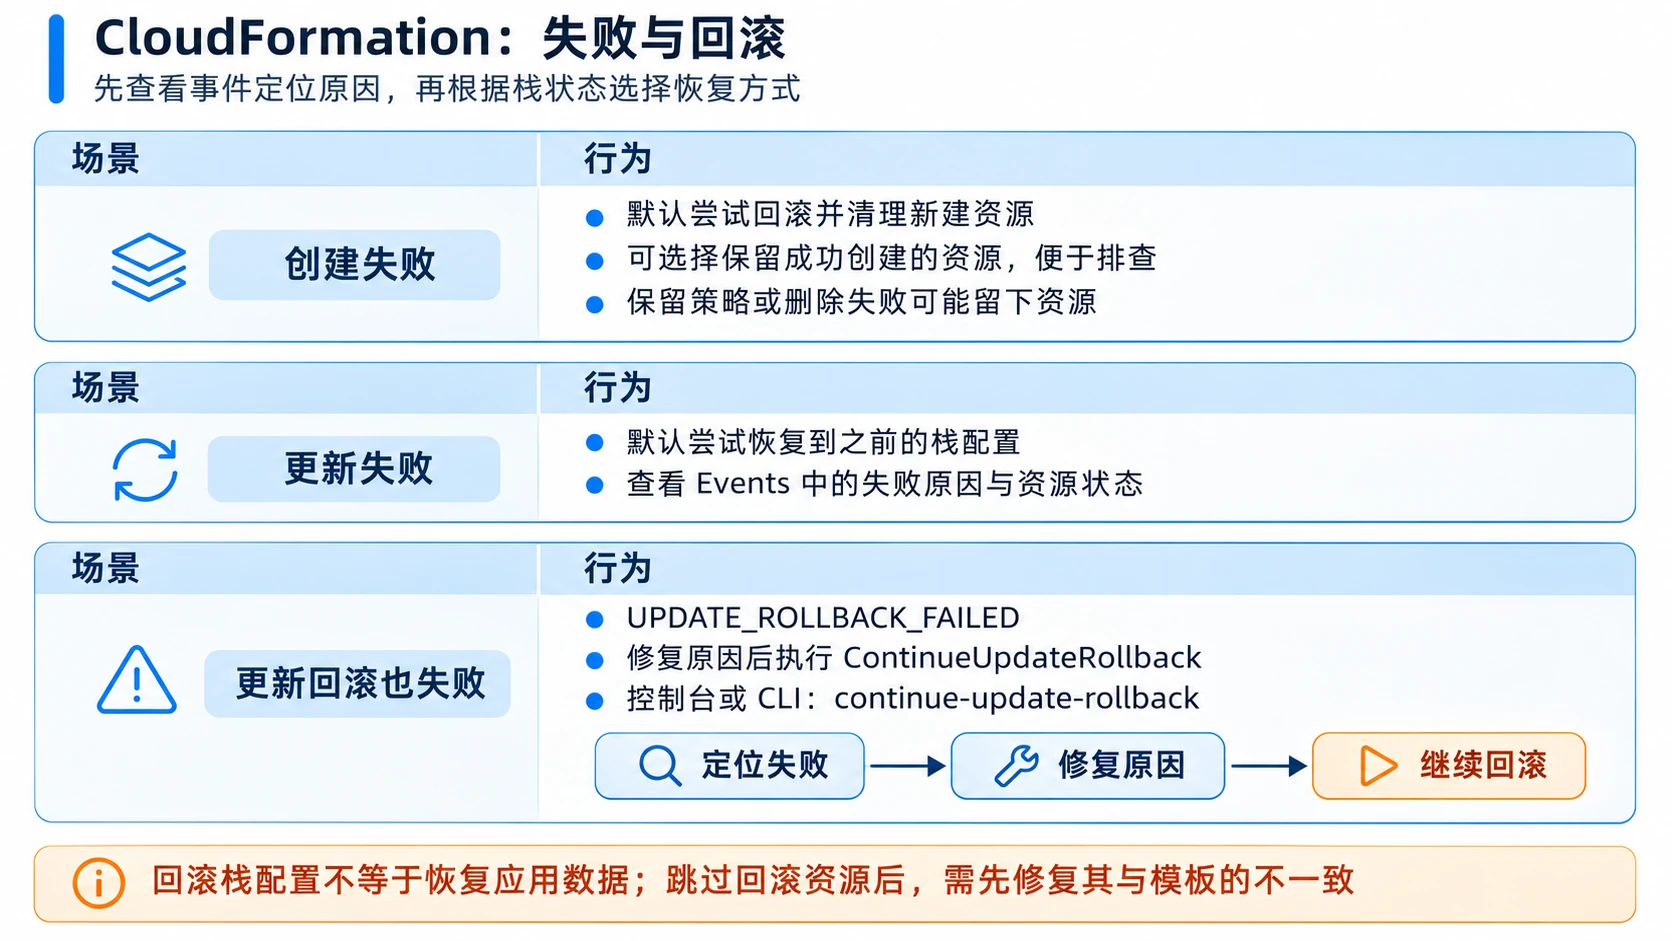 CloudFormation：失败与回滚
先查看事件定位原因，再根据栈状态选择恢复方式
场景
行为
创建失败
默认尝试回滚并清理新建资源
可选择保留成功创建的资源，便于排查
保留策略或删除失败可能留下资源
场景
行为
更新失败
默认尝试恢复到之前的栈配置
查看 Events 中的失败原因与资源状态
场景
行为
更新回滚也失败
UPDATE_ROLLBACK_FAILED
修复原因后执行 ContinueUpdateRollback
控制台或 CLI：continue-update-rollback
定位失败
修复原因
继续回滚
回滚栈配置不等于恢复应用数据；跳过回滚资源后，需先修复其与模板的不一致